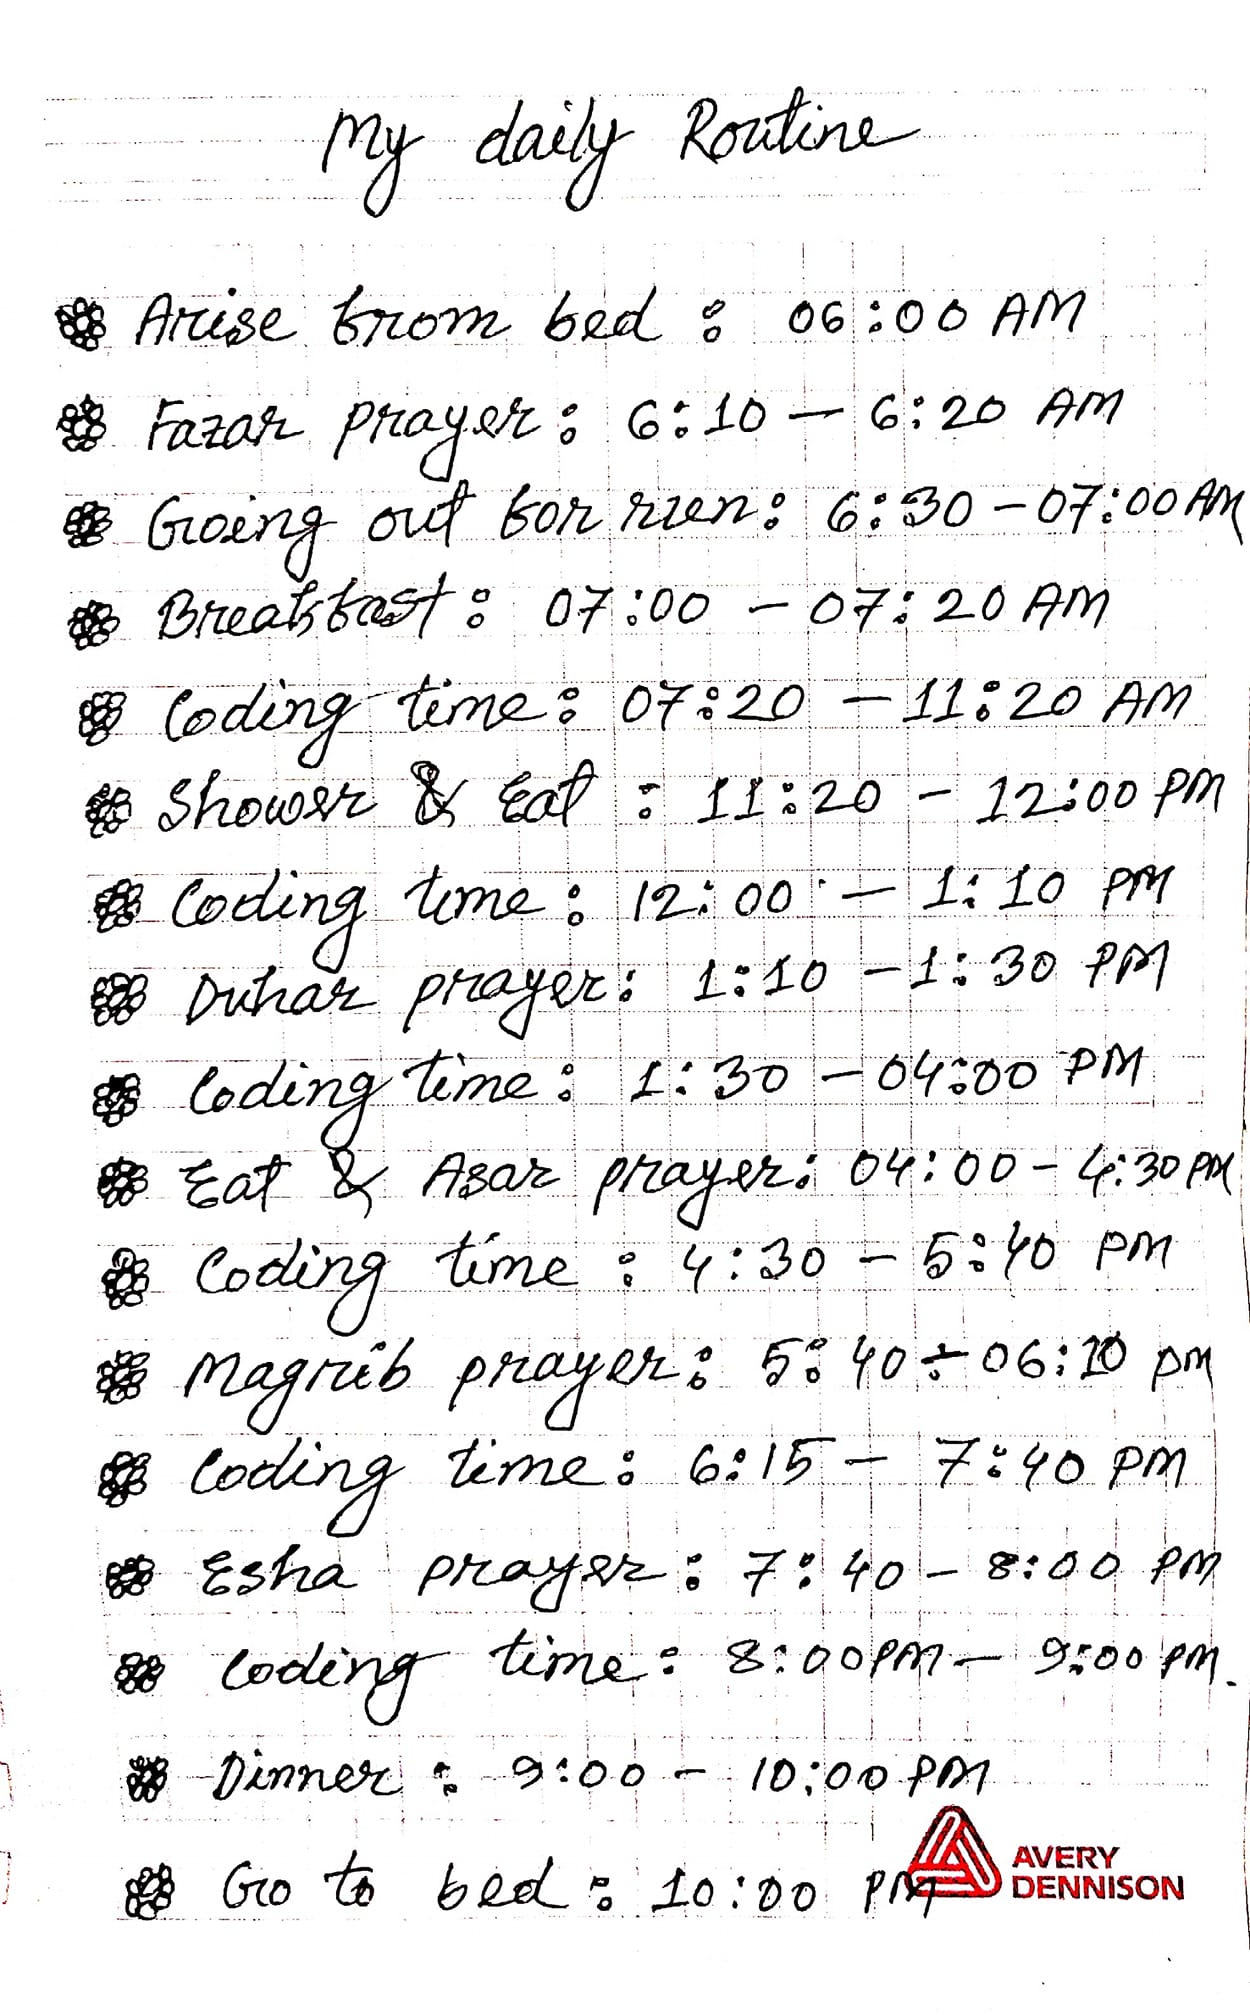 My daily Routine
Arise from bed : 06:00 AM
Fazar prayer : 6:10 — 6:20 AM
Going out for run : 6:30 - 07:00 AM
Breakfast : 07:00 - 07:20 AM
Coding time : 07:20 — 11:20 AM
Shower & Eat : 11:20 - 12:00 PM
Coding time : 12:00 — 1:10 PM
Duhar prayer : 1:10 - 1:30 PM
Coding time : 1:30 - 04:00 PM
Eat & Asar prayer : 04:00 - 4:30 PM
Coding time : 4:30 - 5:40 PM
Magrib prayer : 5:40 - 06:10 pm
Coding time : 6:15 - 7:40 PM
Esha prayer : 7:40 - 8:00 PM
Coding time : 8:00 PM - 9:00 PM.
Dinner : 9:00 - 10:00 PM
Go to bed : 10:00 PM
AVERY
DENNISON